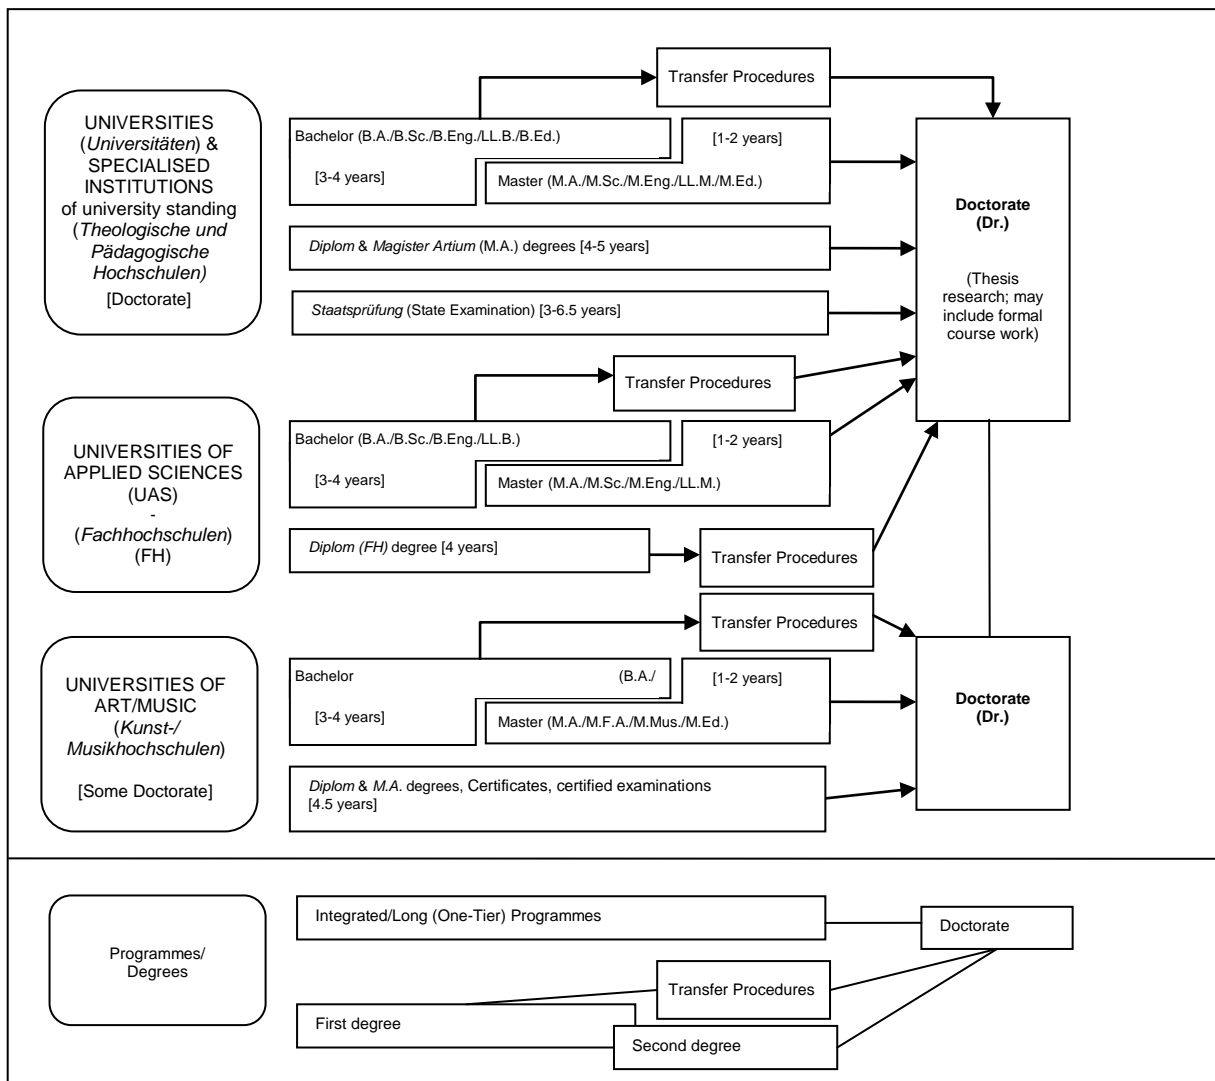 Transfer Procedures
UNIVERSITIES
(Universitäten) &
SPECIALISED
INSTITUTIONS
of university standing
(Theologische und
Pädagogische
Hochschulen)
[Doctorate]
Bachelor (B.A./B.Sc./B.Eng./LL.B./B.Ed.)
[3-4 years]
[1-2 years]
Master (M.A./M.Sc./M.Eng./LL.M./M.Ed.)
Diplom & Magister Artium (M.A.) degrees [4-5 years]
Staatsprüfung (State Examination) [3-6.5 years]
Doctorate
(Dr.)
(Thesis
research; may
include formal
course work)
Transfer Procedures
UNIVERSITIES OF
APPLIED SCIENCES
(UAS)
-
(Fachhochschulen)
(FH)
Bachelor (B.A./B.Sc./B.Eng./LL.B.)
[3-4 years]
[1-2 years]
Master (M.A./M.Sc./M.Eng./LL.M.)
Diplom (FH) degree [4 years]
Transfer Procedures
Transfer Procedures
UNIVERSITIES OF
ART/MUSIC
(Kunst-/
Musikhochschulen)
[Some Doctorate]
Bachelor (B.A./
[3-4 years]
[1-2 years]
Master (M.A./M.F.A./M.Mus./M.Ed.)
Diplom & M.A. degrees, Certificates, certified examinations
[4.5 years]
Doctorate
(Dr.)
Programmes/
Degrees
Integrated/Long (One-Tier) Programmes
Doctorate
Transfer Procedures
First degree
Second degree